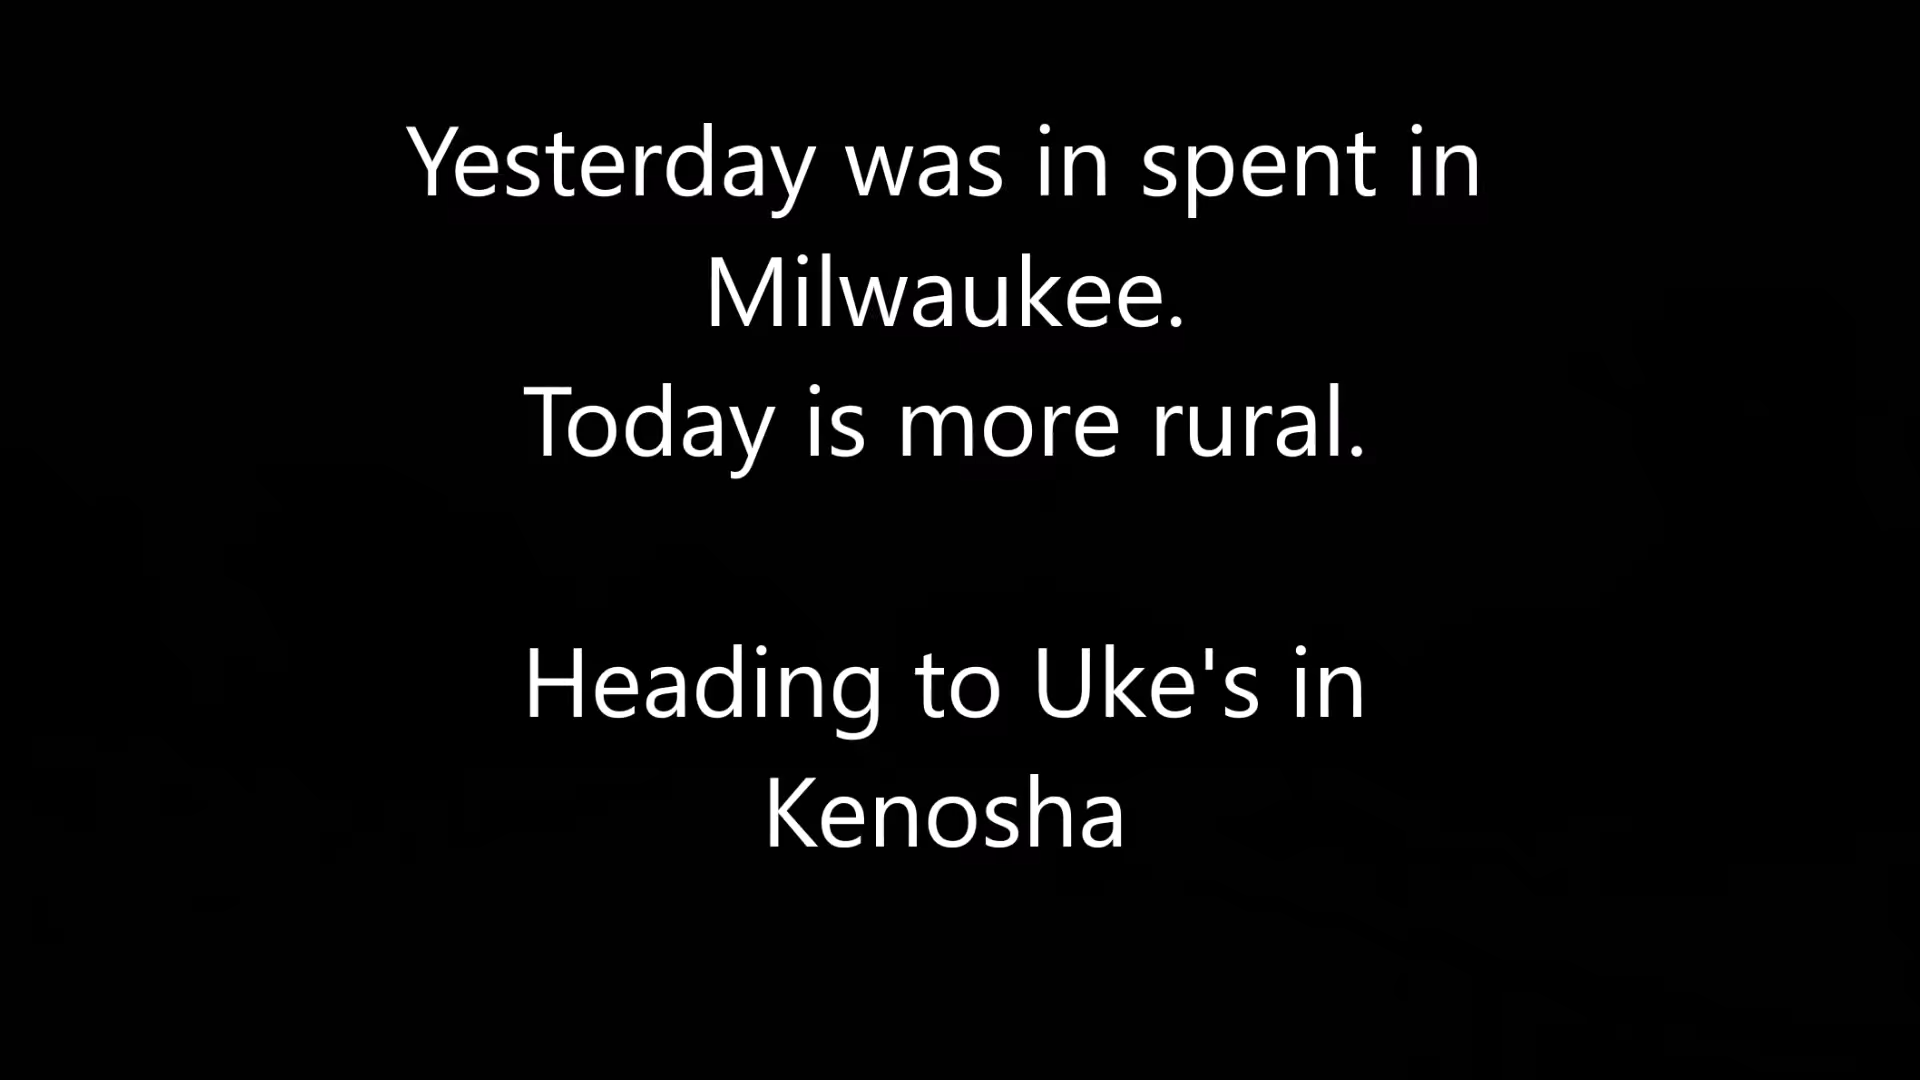 Yesterday was in spent in
Milwaukee.
Today is more rural.
Heading to Uke's in
Kenosha